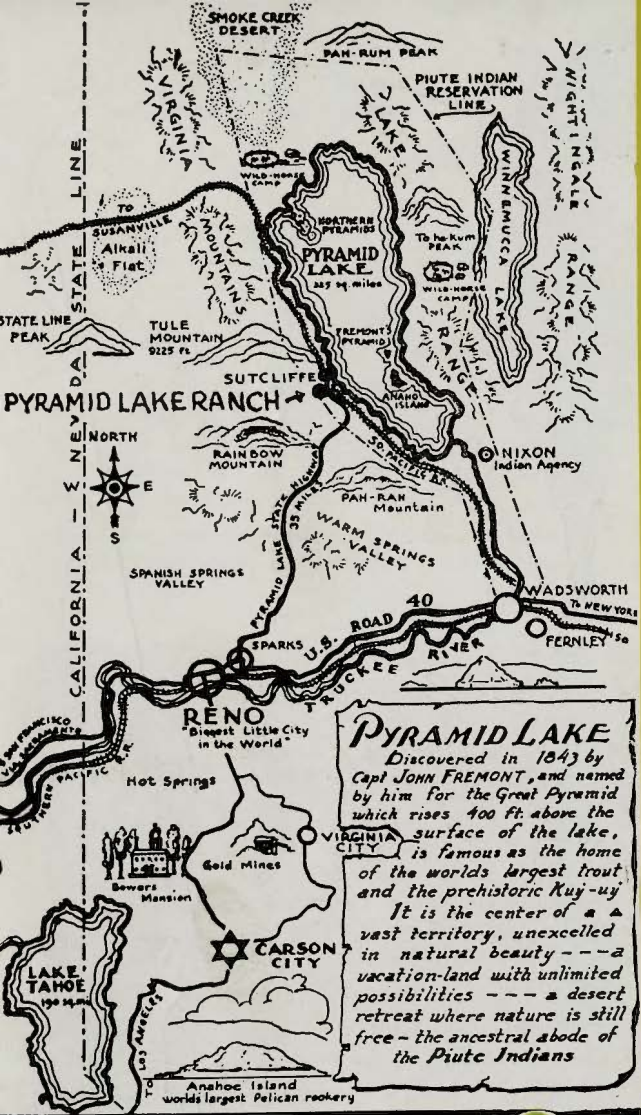 SMOKE CREEK
DESERT
PAH-RUM PEAK
PIUTE INDIAN
RESERVATION
LINE
VIRGINIA
MOUNTAINS
LAKE
RANGE
NIGHTINGALE
RANGE
WILD-HORSE
CAMP
WINNEMUCCA LAKE
TO
SUSANVILLE
Alkali
Flat
NORTHERN
PYRAMIDS
PYRAMID
LAKE
225 sq. miles
To-ha-Kum
PEAK
WILD-HORSE
CAMP
STATE LINE
PEAK
TULE
MOUNTAIN
9225 ft
FREMONT'S
PYRAMID
ANAHO
ISLAND
SUTCLIFFE
PYRAMID LAKE RANCH
CALIFORNIA — NEVADA STATE LINE
NORTH
W
E
S
RAINBOW
MOUNTAIN
SO. PACIFIC Br.
NIXON
Indian Agency
PAH-RAH
Mountain
PYRAMID LAKE STATE HIGHWAY
35 MILES
WARM SPRINGS
VALLEY
SPANISH SPRINGS
VALLEY
WADSWORTH
TO NEW YORK
So
FERNLEY
SPARKS
U.S. ROAD 40
TRUCKEE RIVER
RENO
"Biggest Little City
in the World"
SAN FRANCISCO
VIA SACRAMENTO
SOUTHERN PACIFIC R.R
Hot Springs
VIRGINIA
CITY
Gold Mines
Bowers
Mansion
CARSON
CITY
LAKE
TAHOE
190 sq.mi
TO LOS ANGELES
Anahoe Island
worlds largest Pelican rookery
PYRAMID LAKE
Discovered in 1843 by
Capt JOHN FREMONT, and named
by him for the Great Pyramid
which rises 400 ft. above the
surface of the lake,
is famous as the home
of the worlds largest trout
and the prehistoric Kuy-uy
It is the center of a
vast territory, unexcelled
in natural beauty - - - a
vacation-land with unlimited
possibilities - - - a desert
retreat where nature is still
free - the ancestral abode of
the Piute Indians